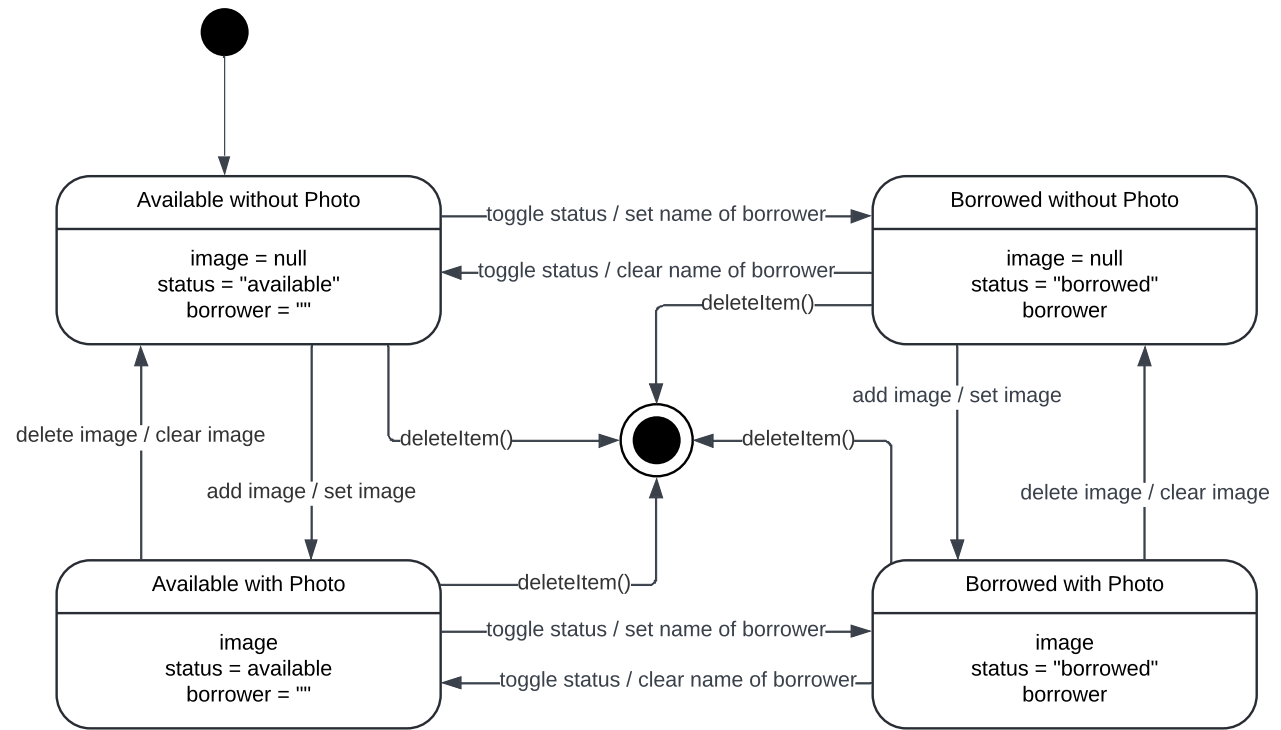 Available without Photo
image = null
status = "available"
borrower = ""
toggle status / set name of borrower
toggle status / clear name of borrower
deleteItem()
Borrowed without Photo
image = null
status = "borrowed"
borrower
delete image / clear image
add image / set image
deleteItem()
deleteItem()
add image / set image
delete image / clear image
Available with Photo
image
status = available
borrower = ""
deleteItem()
toggle status / set name of borrower
toggle status / clear name of borrower
Borrowed with Photo
image
status = "borrowed"
borrower